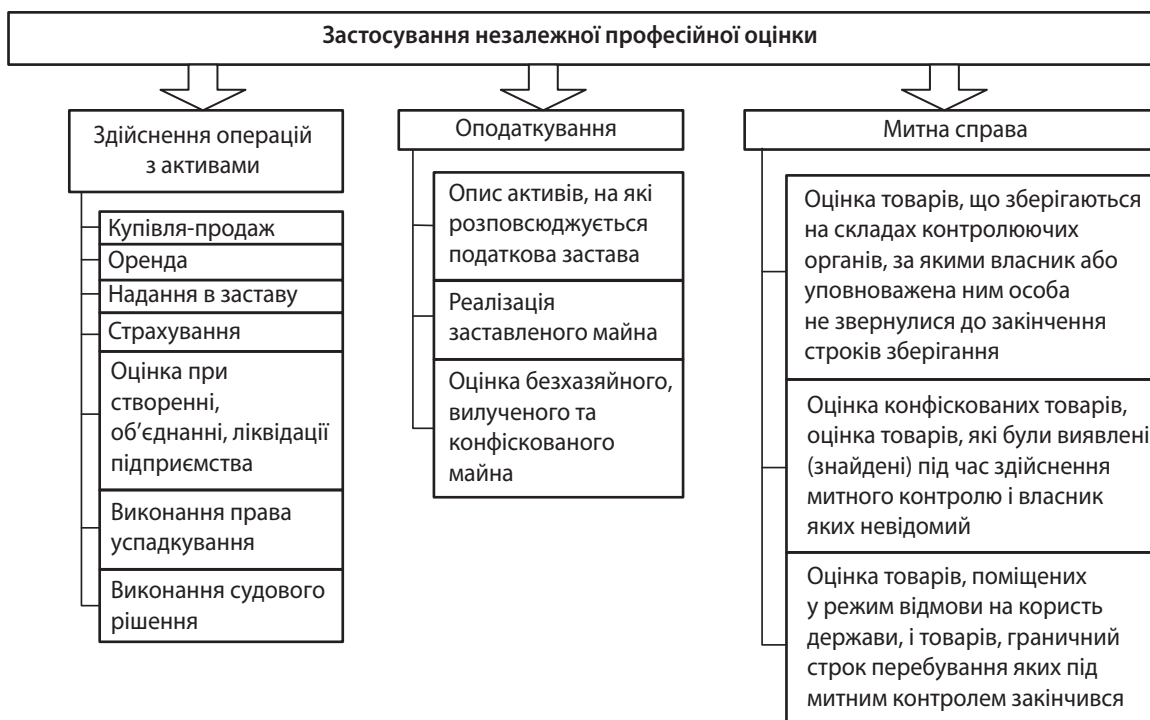 Застосування незалежної професійної оцінки
Здійснення операцій
з активами
Купівля-продаж
Оренда
Надання в заставу
Страхування
Оцінка при
створенні,
об’єднанні, ліквідації
підприємства
Виконання права
успадкування
Виконання судового
рішення
Оподаткування
Опис активів, на які
розповсюджується
податкова застава
Реалізація
заставленого майна
Оцінка безхазяйного,
вилученого та
конфіскованого
майна
Митна справа
Оцінка товарів, що зберігаються
на складах контролюючих
органів, за якими власник або
уповноважена ним особа
не звернулися до закінчення
строків зберігання
Оцінка конфіскованих товарів,
оцінка товарів, які були виявлені
(знайдені) під час здійснення
митного контролю і власник
яких невідомий
Оцінка товарів, поміщених
у режим відмови на користь
держави, і товарів, граничний
строк перебування яких під
митним контролем закінчився